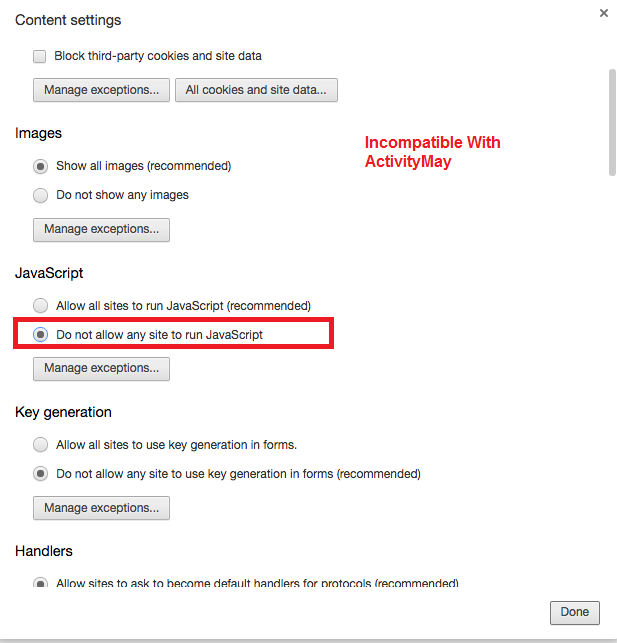 Content settings
Block third-party cookies and site data
Manage exceptions... All cookies and site data...
Images
Incompatible With
ActivityMay
Show all images (recommended)
Do not show any images
Manage exceptions...
JavaScript
Allow all sites to run JavaScript (recommended)
Do not allow any site to run JavaScript
Manage exceptions...
Key generation
Allow all sites to use key generation in forms.
Do not allow any site to use key generation in forms (recommended)
Manage exceptions...
Handlers
Allow sites to ask to become default handlers for protocols (recommended)
Done